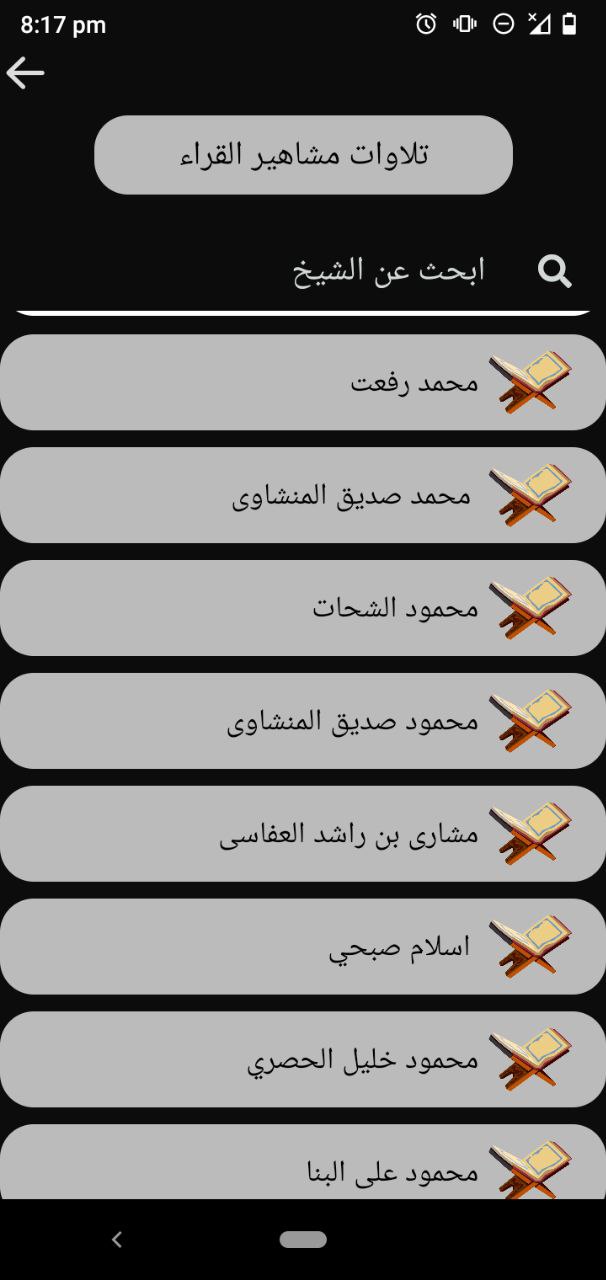 8:17 pm
تلاوات مشاهير القراء
ابحث عن الشيخ
محمد رفعت
محمد صديق المنشاوى
محمود الشحات
محمود صديق المنشاوى
مشارى بن راشد العفاسى
اسلام صبحي
محمود خليل الحصري
محمود على البنا